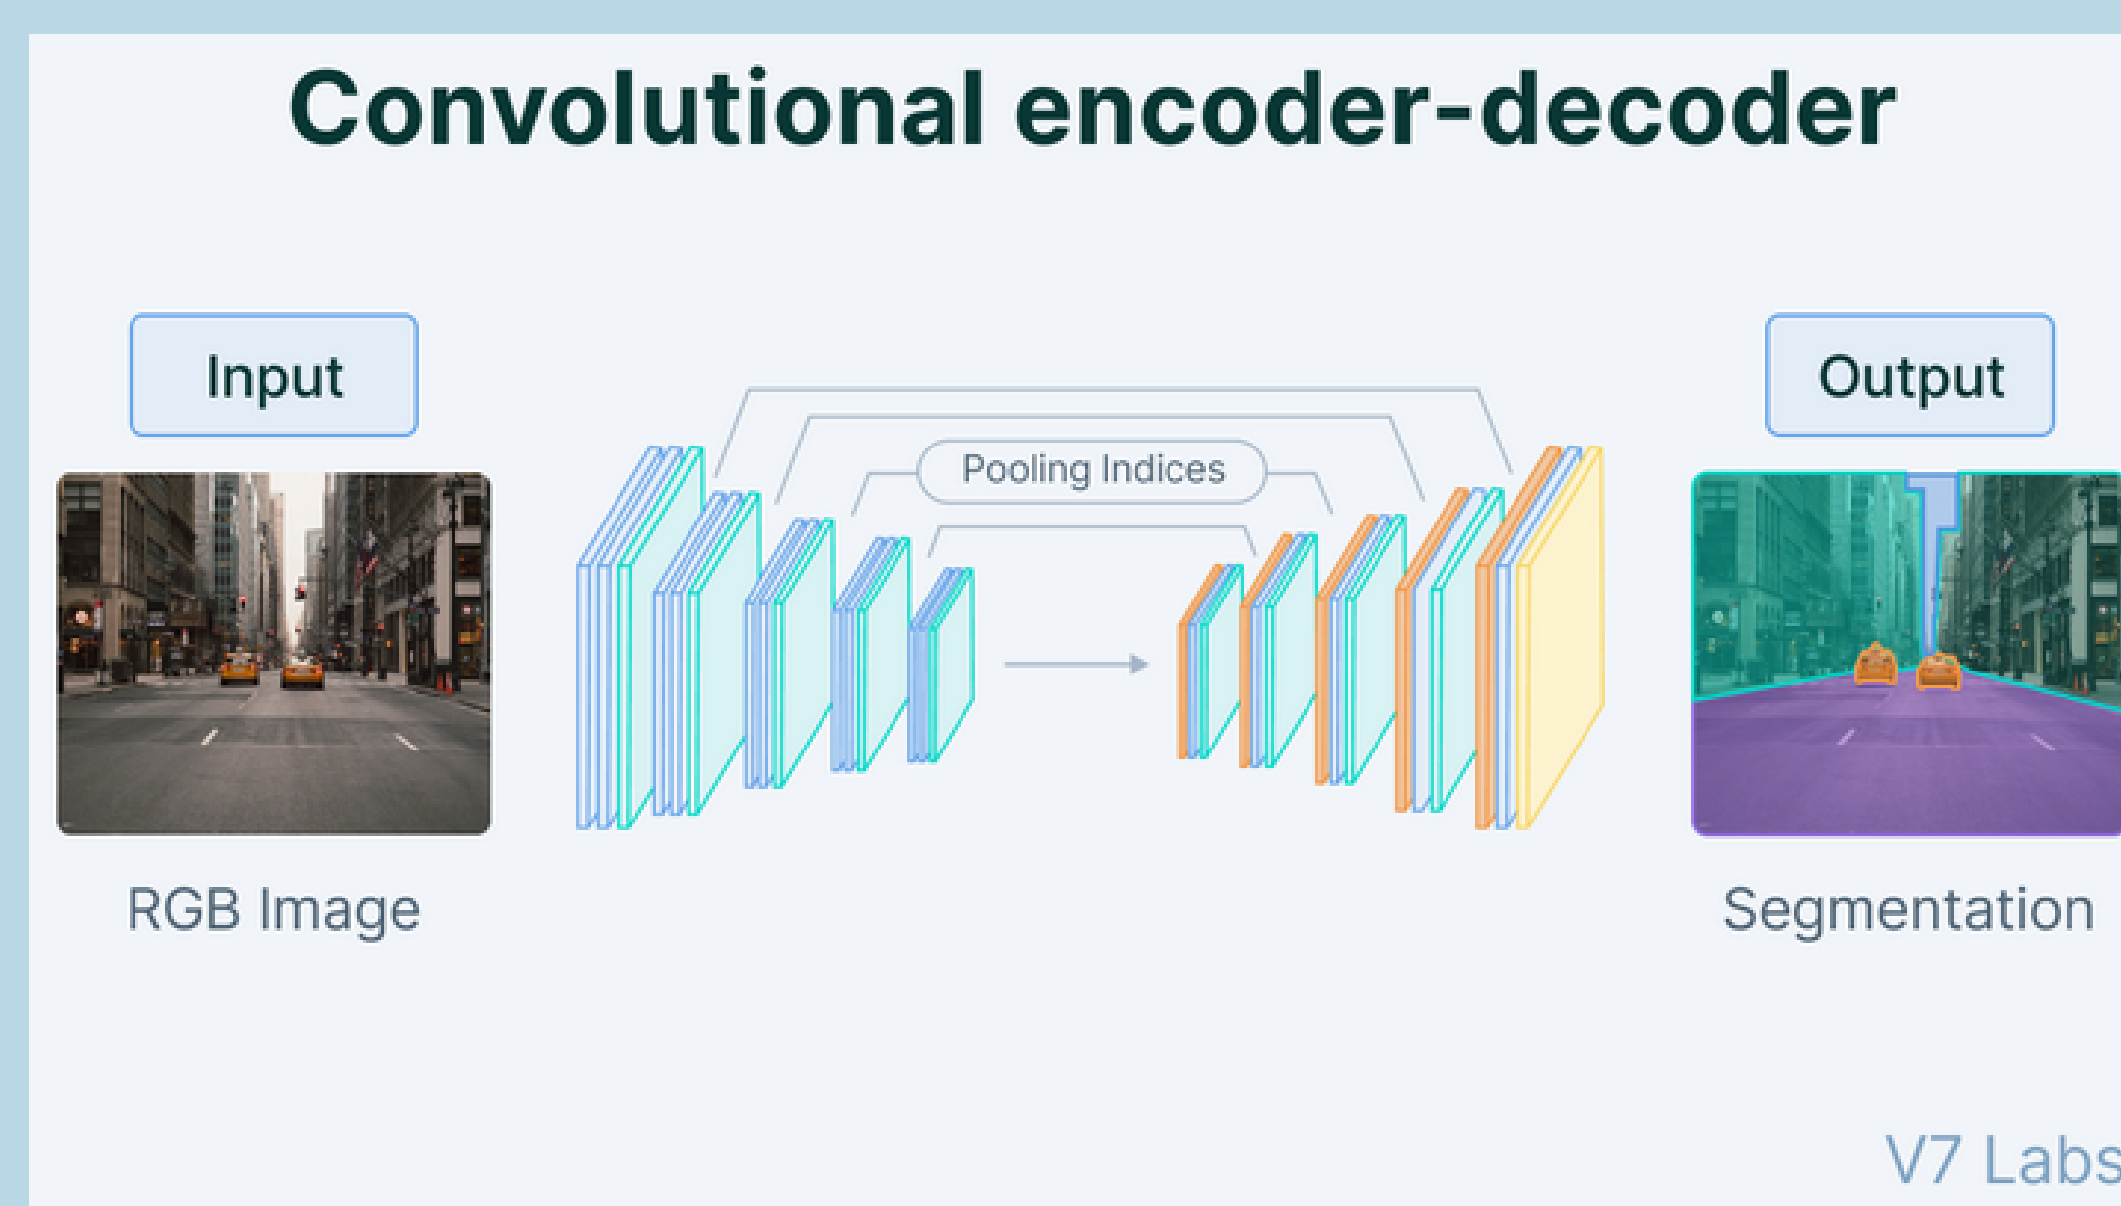 Convolutional encoder-decoder
Input
Output
Pooling Indices
RGB Image
Segmentation
V7 Labs